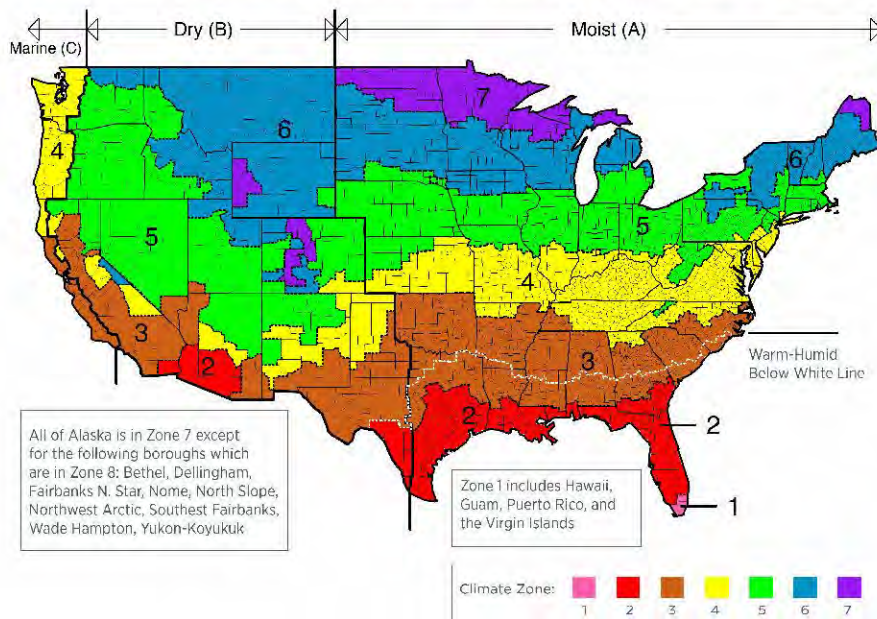 Marine (C)
Dry (B)
Moist (A)
7
6
6
4
5
5
4
3
3
2
2
2
1
Warm-Humid
Below White Line
All of Alaska is in Zone 7 except
for the following boroughs which
are in Zone 8: Bethel, Dellingham,
Fairbanks N. Star, Nome, North Slope,
Northwest Arctic, Southest Fairbanks,
Wade Hampton, Yukon-Koyukuk
Zone 1 includes Hawaii,
Guam, Puerto Rico, and
the Virgin Islands
Climate Zone:
1 2 3 4 5 6 7